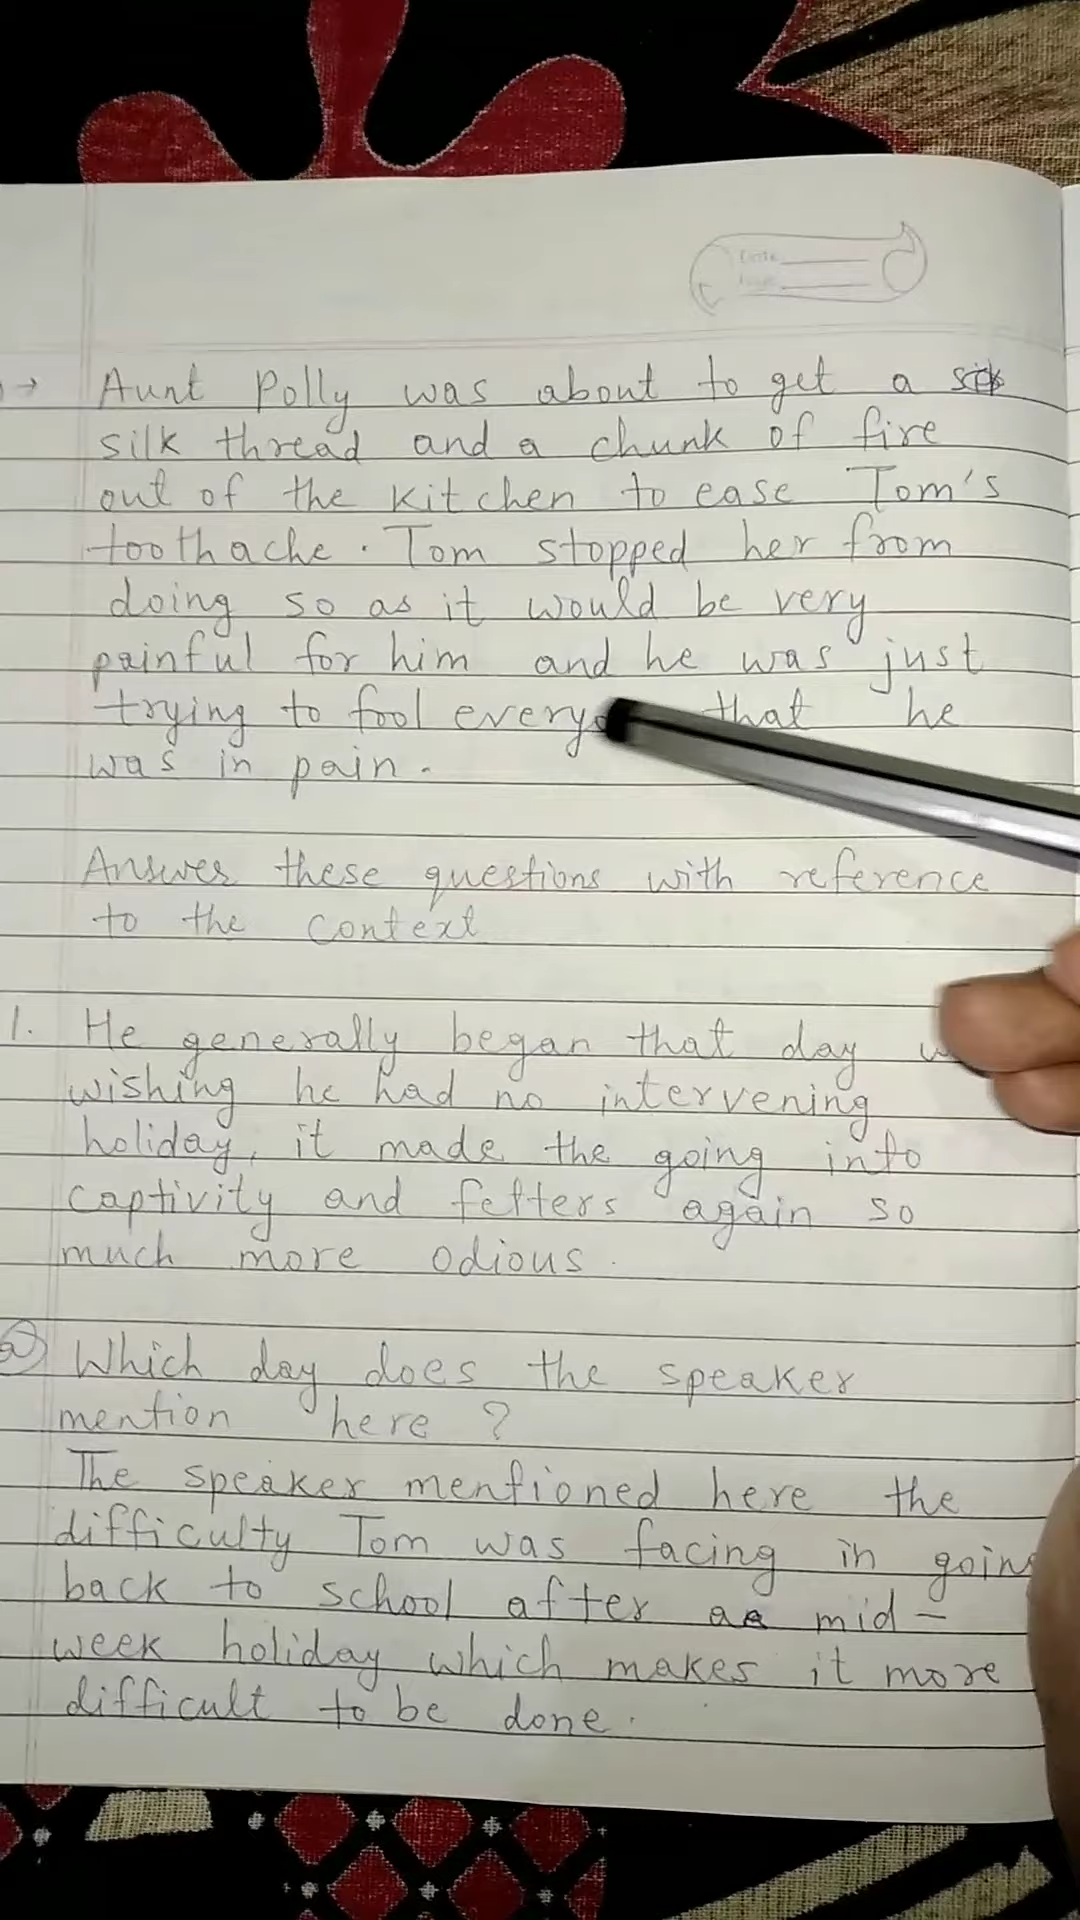 Date
Aunt Polly was about to get a
silk thread and a chunk of fire
out of the kitchen to ease Tom's
toothache. Tom stopped her from
doing so as it would be very
painful for him and he was just
trying to fool that he
was in pain.
Answer these questions with reference
to the context
1. He generally began that day
wishing he had no intervening
holiday, it made the going into
captivity and fetters again so
much more odious.
a) Which day does the speaker
mention here ?
The speaker mentioned here the
difficulty Tom was facing in going
back to school after a mid-
week holiday which makes it more
difficult to be done.